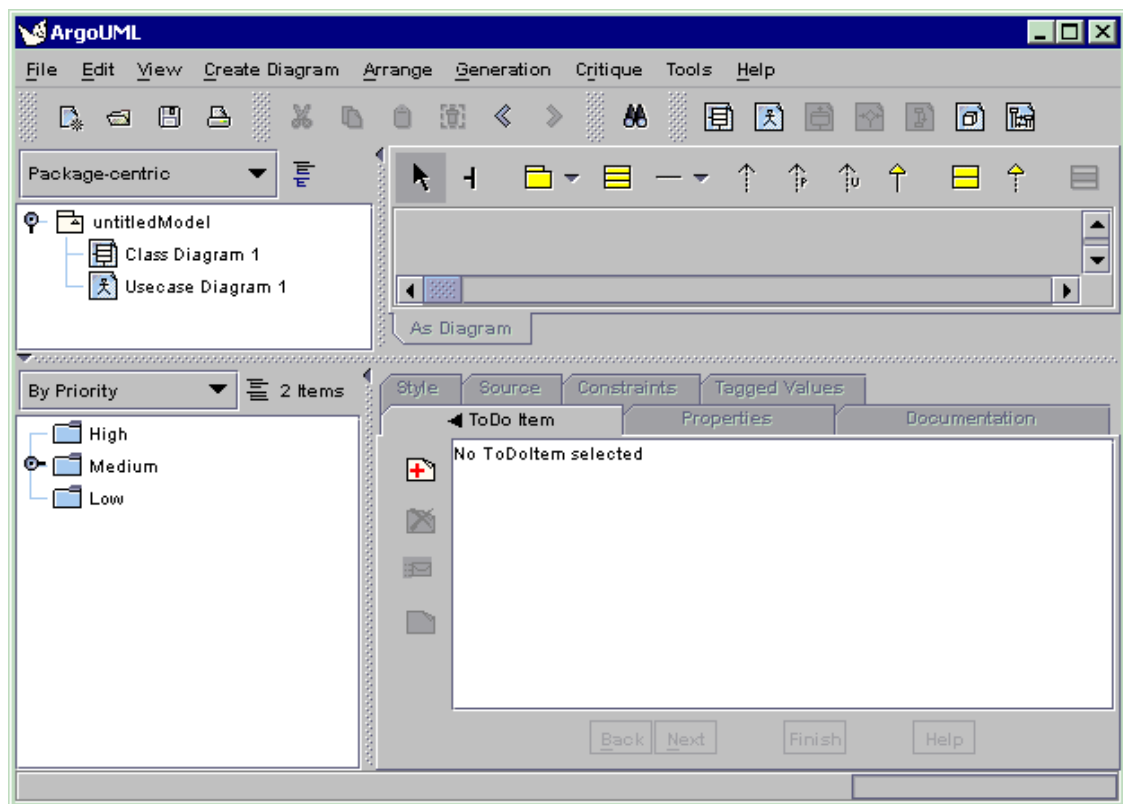 ArgoUML
File Edit View Create Diagram Arrange Generation Critique Tools Help
Package-centric
untitledModel
Class Diagram 1
Usecase Diagram 1
As Diagram
By Priority 2 Items
High
Medium
Low
Style Source Constraints Tagged Values
ToDo Item Properties Documentation
No ToDoItem selected
Back Next Finish Help